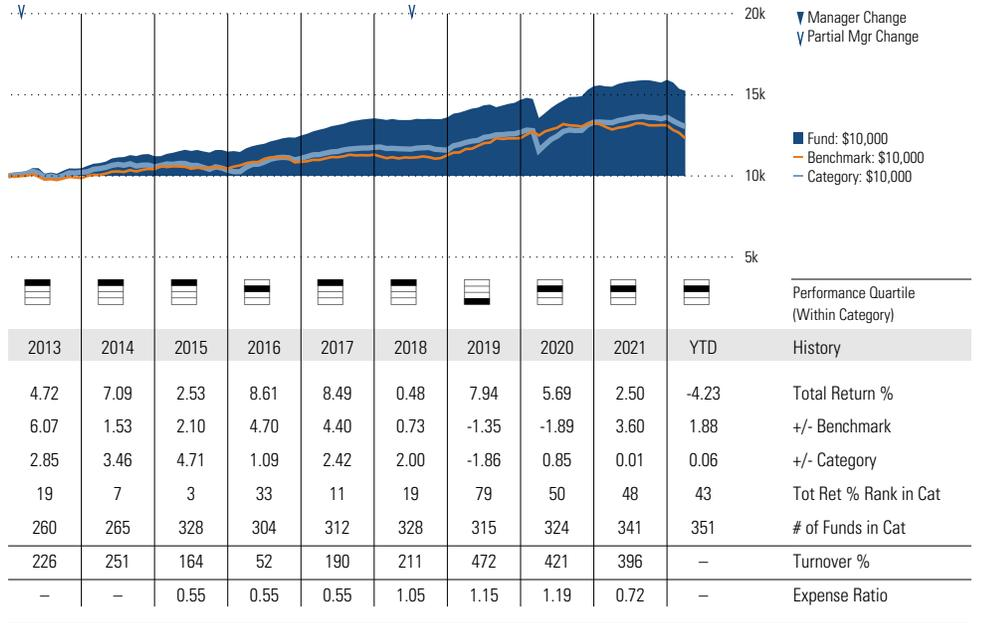 20k
Manager Change
Partial Mgr Change
15k
Fund: $10,000
Benchmark: $10,000
Category: $10,000
10k
5k
Performance Quartile
(Within Category)
2013 2014 2015 2016 2017 2018 2019 2020 2021 YTD History
4.72 7.09 2.53 8.61 8.49 0.48 7.94 5.69 2.50 -4.23 Total Return %
6.07 1.53 2.10 4.70 4.40 0.73 -1.35 -1.89 3.60 1.88 +/- Benchmark
2.85 3.46 4.71 1.09 2.42 2.00 -1.86 0.85 0.01 0.06 +/- Category
19 7 3 33 11 19 79 50 48 43 Tot Ret % Rank in Cat
260 265 328 304 312 328 315 324 341 351 # of Funds in Cat
226 251 164 52 190 211 472 421 396 – Turnover %
– – 0.55 0.55 0.55 1.05 1.15 1.19 0.72 – Expense Ratio